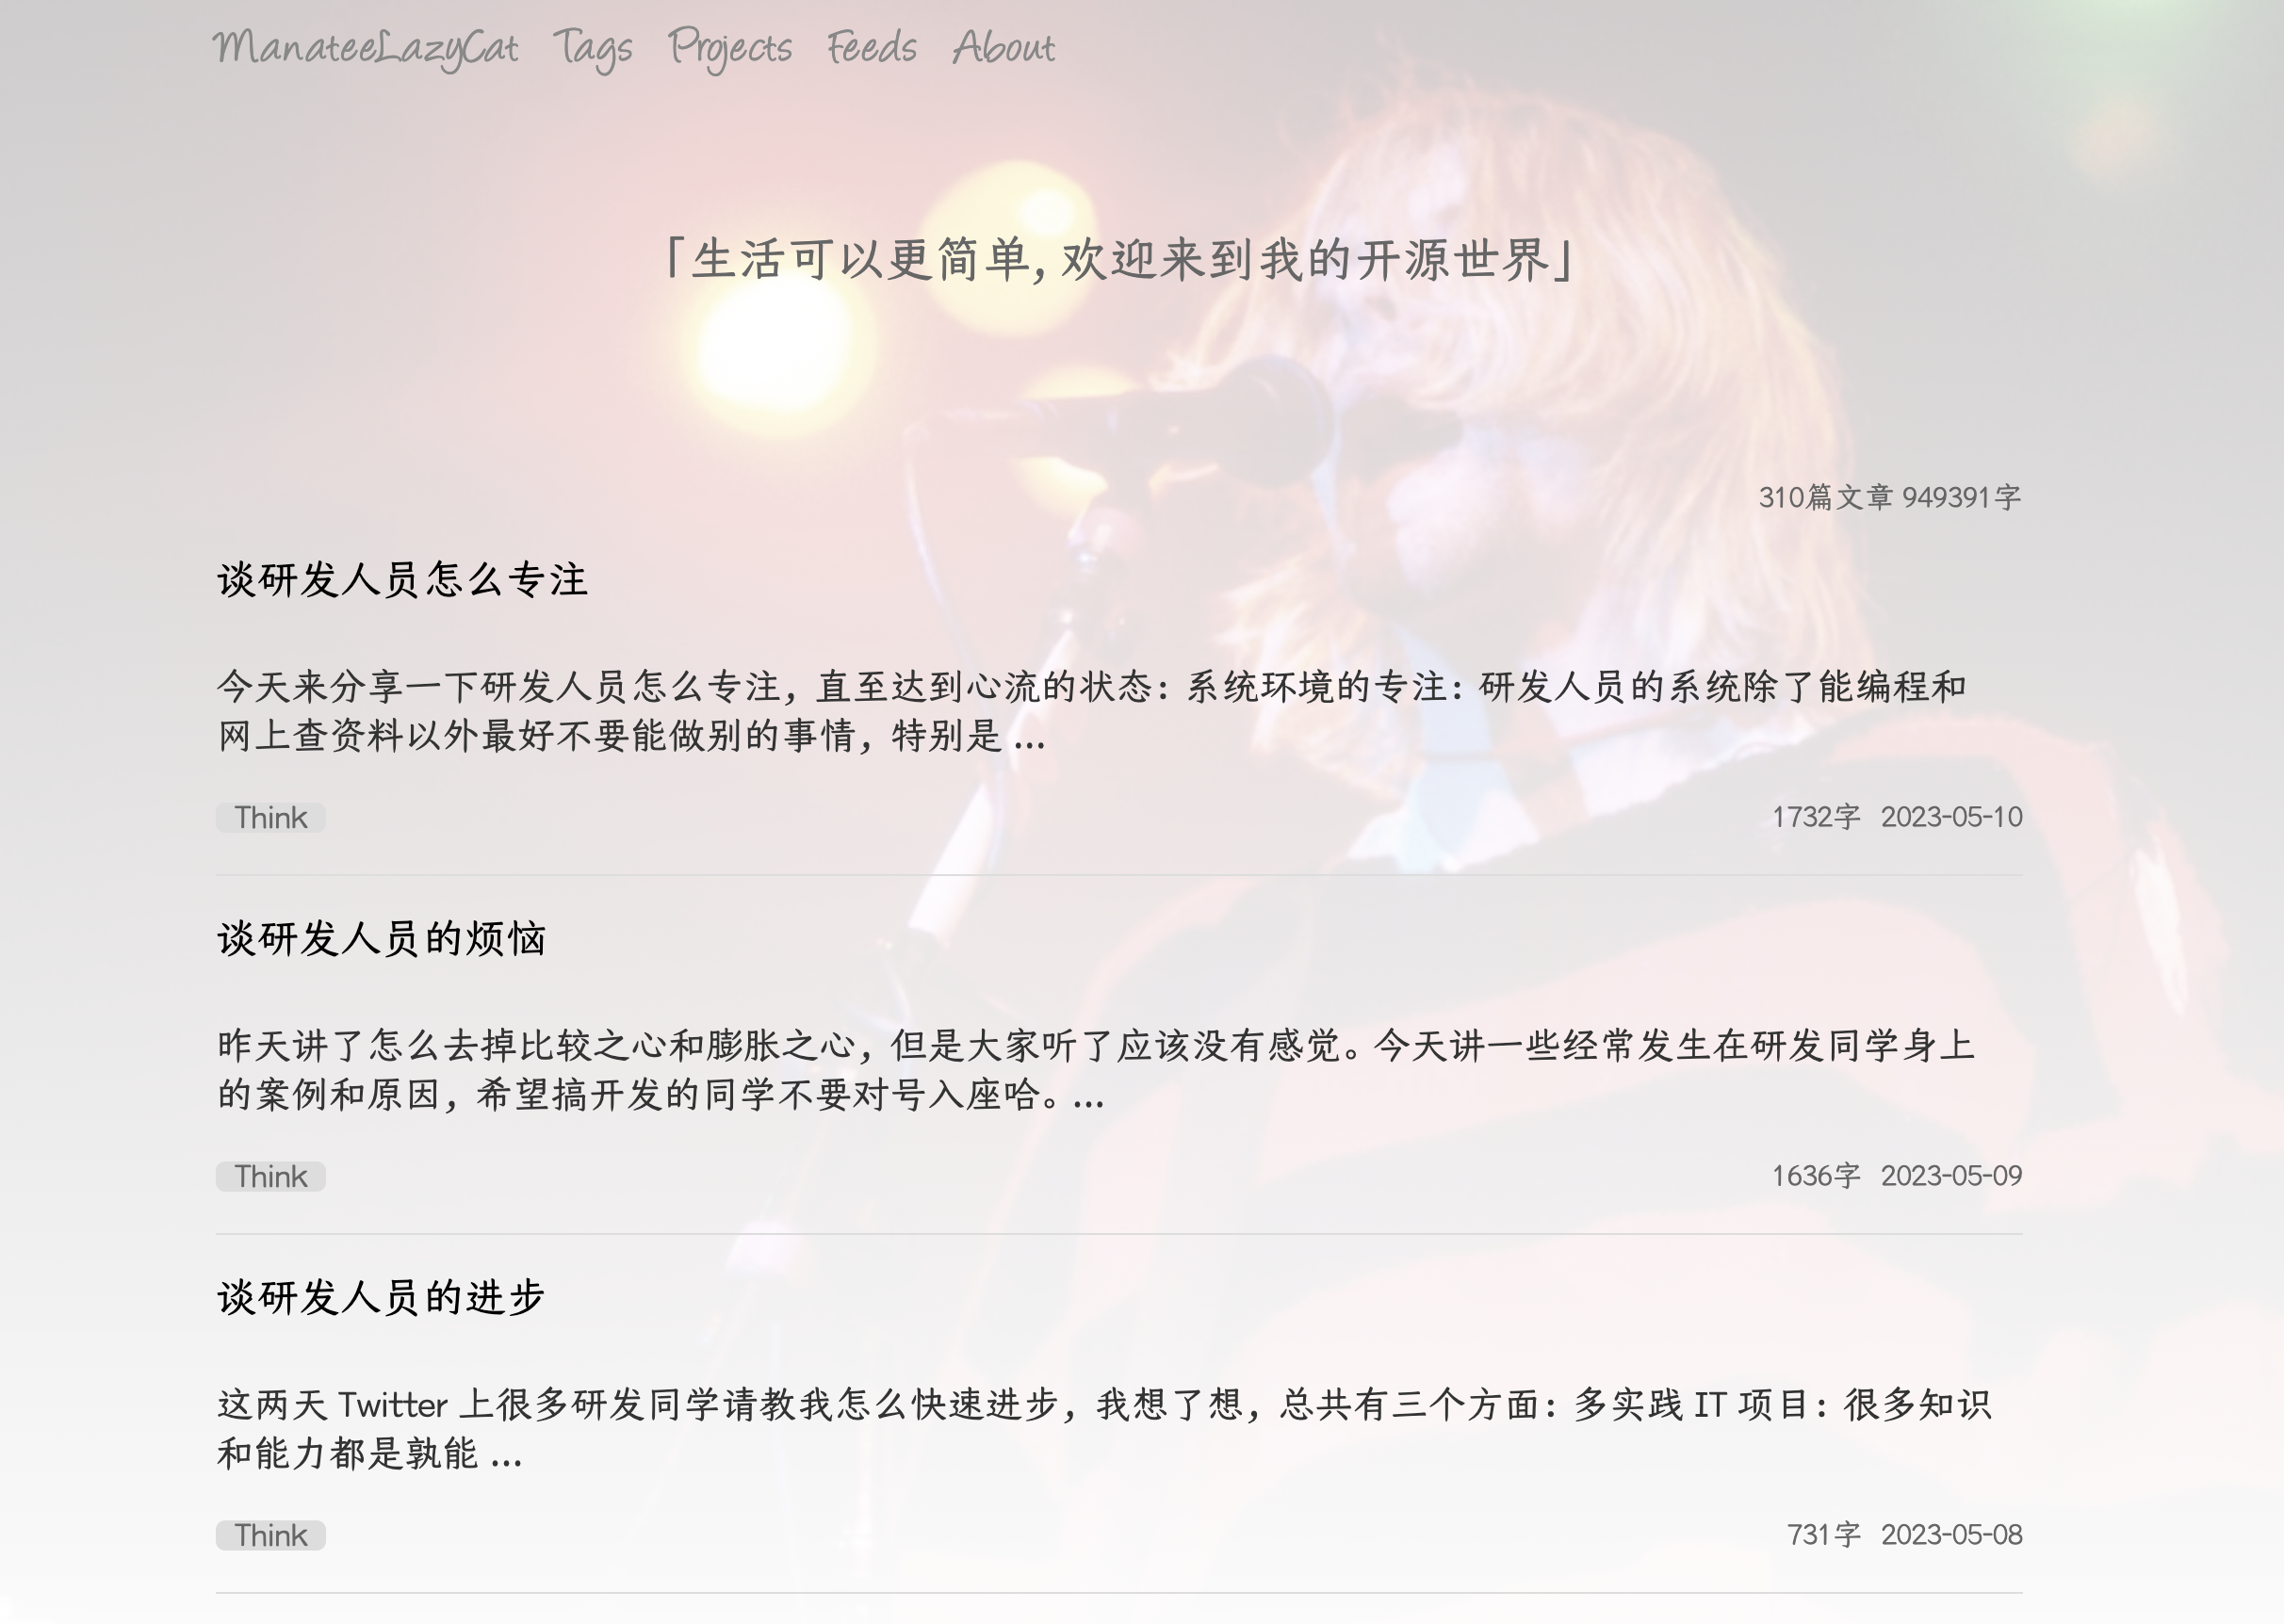 ManateeLazyCat Tags Projects Feeds About
「生活可以更简单, 欢迎来到我的开源世界」
310篇文章 949391字
谈研发人员怎么专注
今天来分享一下研发人员怎么专注，直至达到心流的状态：系统环境的专注：研发人员的系统除了能编程和
网上查资料以外最好不要能做别的事情，特别是 ...
Think 1732字 2023-05-10
谈研发人员的烦恼
昨天讲了怎么去掉比较之心和膨胀之心，但是大家听了应该没有感觉。今天讲一些经常发生在研发同学身上
的案例和原因，希望搞开发的同学不要对号入座哈。...
Think 1636字 2023-05-09
谈研发人员的进步
这两天 Twitter 上很多研发同学请教我怎么快速进步，我想了想，总共有三个方面：多实践 IT 项目：很多知识
和能力都是孰能 ...
Think 731字 2023-05-08